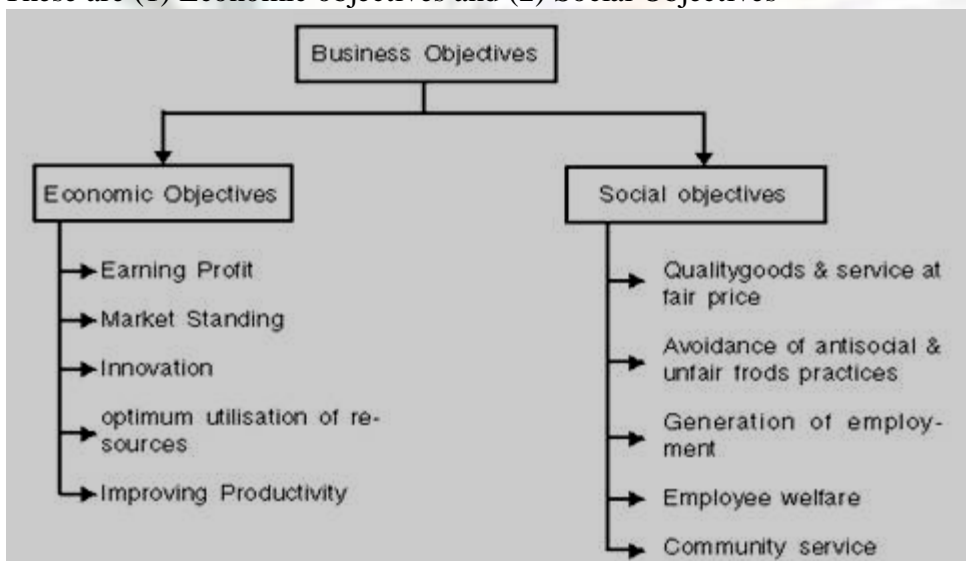 These are (1) Economic objectives and (2) Social Objectives
Business Objectives
Economic Objectives
Earning Profit
Market Standing
Innovation
optimum utilisation of re-
sources
Improving Productivity
Social objectives
Qualitygoods & service at
fair price
Avoidance of antisocial &
unfair frods practices
Generation of employ-
ment
Employee welfare
Community service